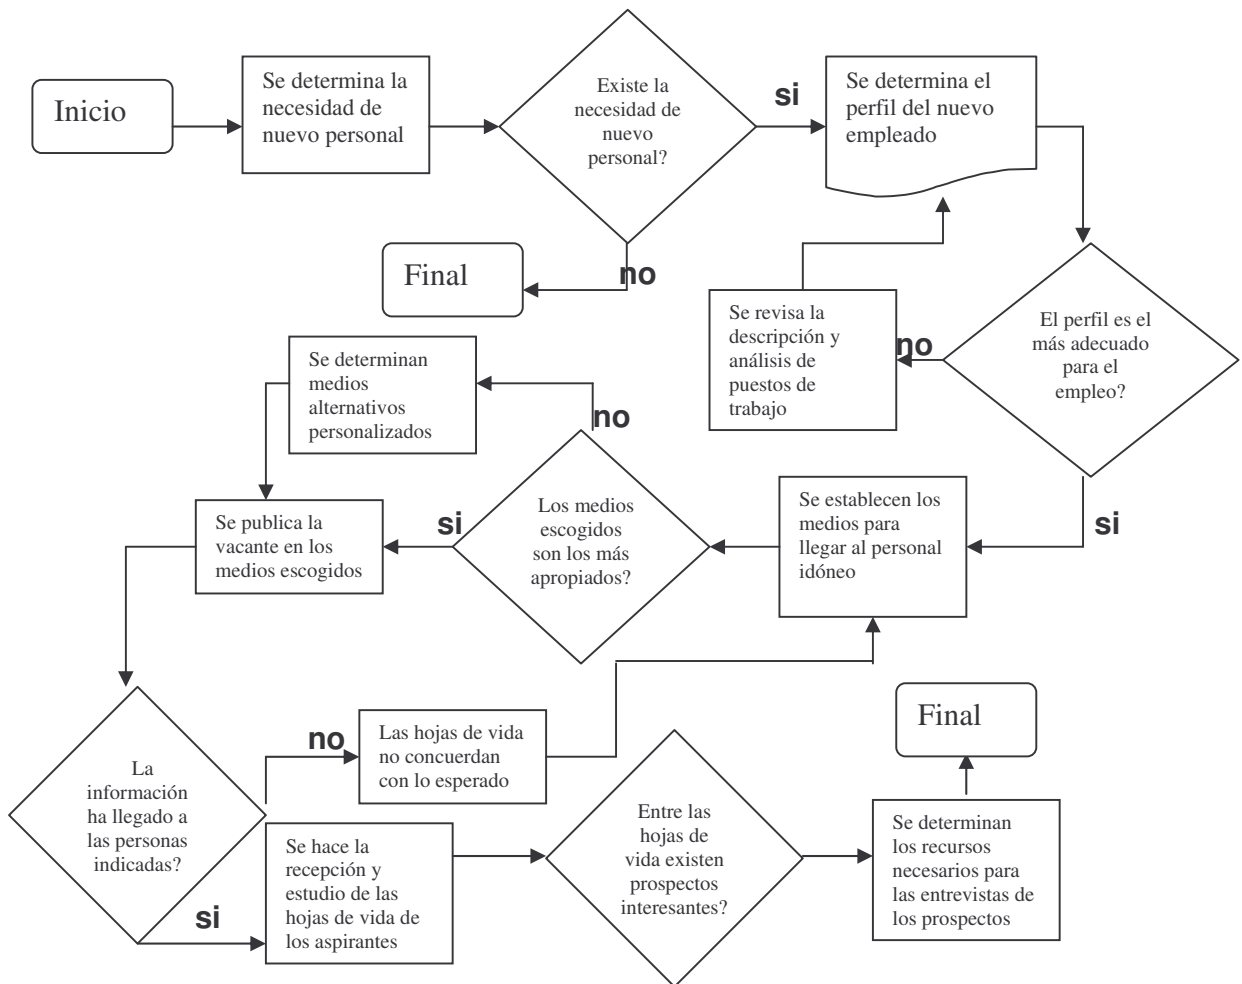 Inicio
Se determina la
necesidad de
nuevo personal
Existe la
necesidad de
nuevo
personal?
si
Se determina el
perfil del nuevo
empleado
no
Final
El perfil es el
más adecuado
para el
empleo?
no
Se revisa la
descripción y
análisis de
puestos de
trabajo
si
Se establecen los
medios para
llegar al personal
idóneo
Los medios
escogidos
son los más
apropiados?
no
Se determinan
medios
alternativos
personalizados
si
Se publica la
vacante en los
medios escogidos
La
información
ha llegado a
las personas
indicadas?
no
Las hojas de vida
no concuerdan
con lo esperado
si
Se hace la
recepción y
estudio de las
hojas de vida de
los aspirantes
Entre las
hojas de
vida existen
prospectos
interesantes?
Se determinan
los recursos
necesarios para
las entrevistas de
los prospectos
Final